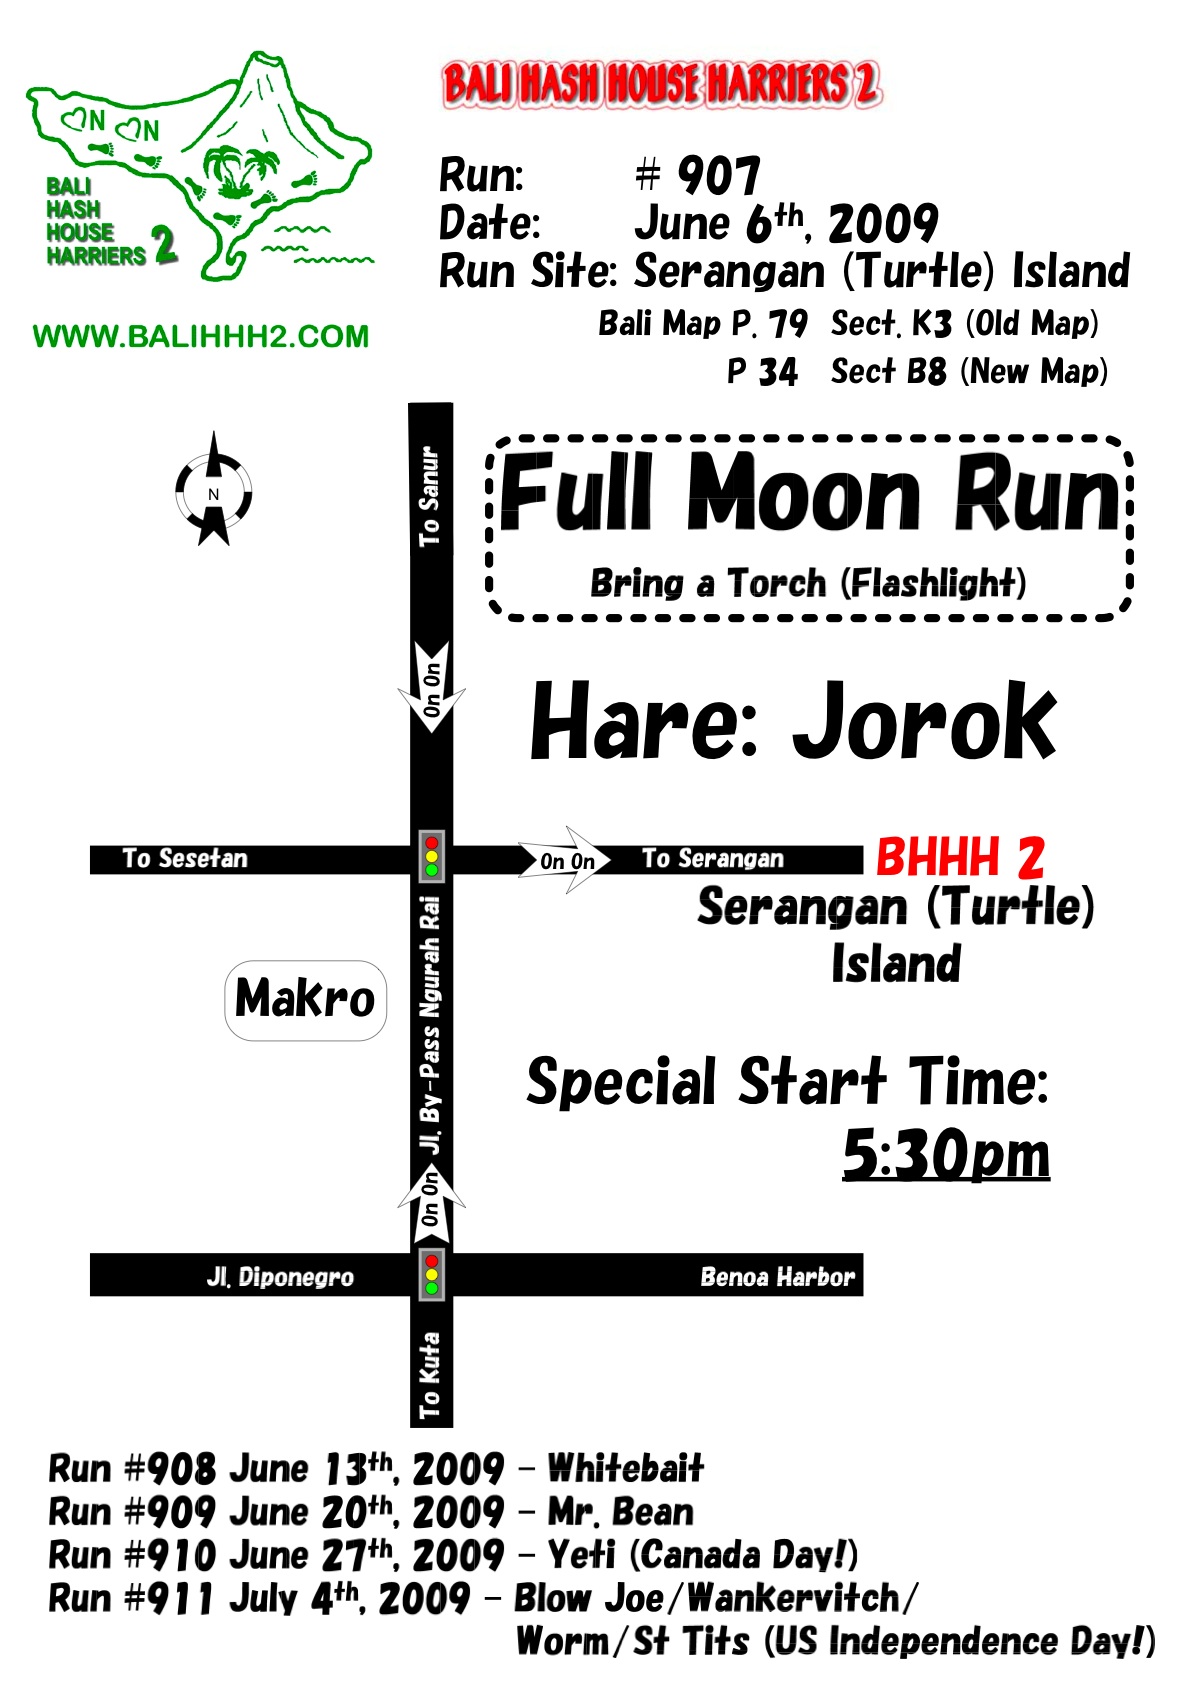 BALI HASH HOUSE HARRIERS 2
ON ON
BALI
HASH
HOUSE
HARRIERS 2
WWW.BALIHHH2.COM
Run: # 907
Date: June 6th, 2009
Run Site: Serangan (Turtle) Island
Bali Map P. 79 Sect. K3 (Old Map)
P 34 Sect B8 (New Map)
N
To Sanur
Full Moon Run
Bring a Torch (Flashlight)
On On
Hare: Jorok
To Sesetan
On On
To Serangan
BHHH 2
Serangan (Turtle)
Island
Jl. By-Pass Ngurah Rai
Makro
Special Start Time:
5:30pm
On On
Jl. Diponegro
Benoa Harbor
To Kuta
Run #908 June 13th, 2009 - Whitebait
Run #909 June 20th, 2009 - Mr. Bean
Run #910 June 27th, 2009 - Yeti (Canada Day!)
Run #911 July 4th, 2009 - Blow Joe/Wankervitch/
Worm/St Tits (US Independence Day!)